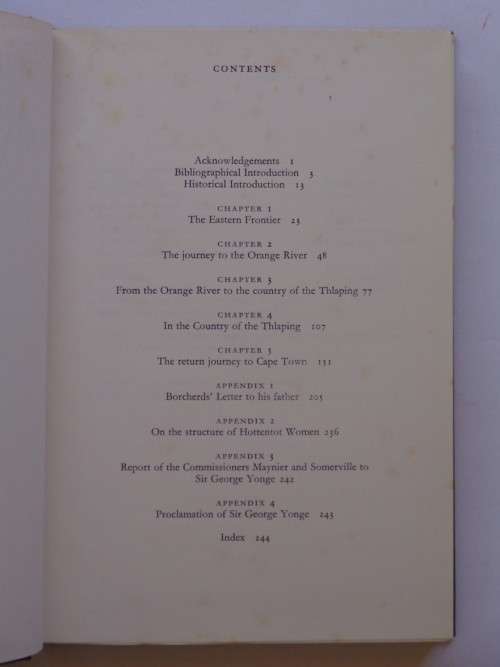 CONTENTS
Acknowledgements 1
Bibliographical Introduction 3
Historical Introduction 13
CHAPTER 1
The Eastern Frontier 23
CHAPTER 2
The journey to the Orange River 48
CHAPTER 3
From the Orange River to the country of the Thlaping 77
CHAPTER 4
In the Country of the Thlaping 107
CHAPTER 5
The return journey to Cape Town 151
APPENDIX 1
Borcherds' Letter to his father 205
APPENDIX 2
On the structure of Hottentot Women 236
APPENDIX 3
Report of the Commissioners Maynier and Somerville to
Sir George Yonge 242
APPENDIX 4
Proclamation of Sir George Yonge 243
Index 244